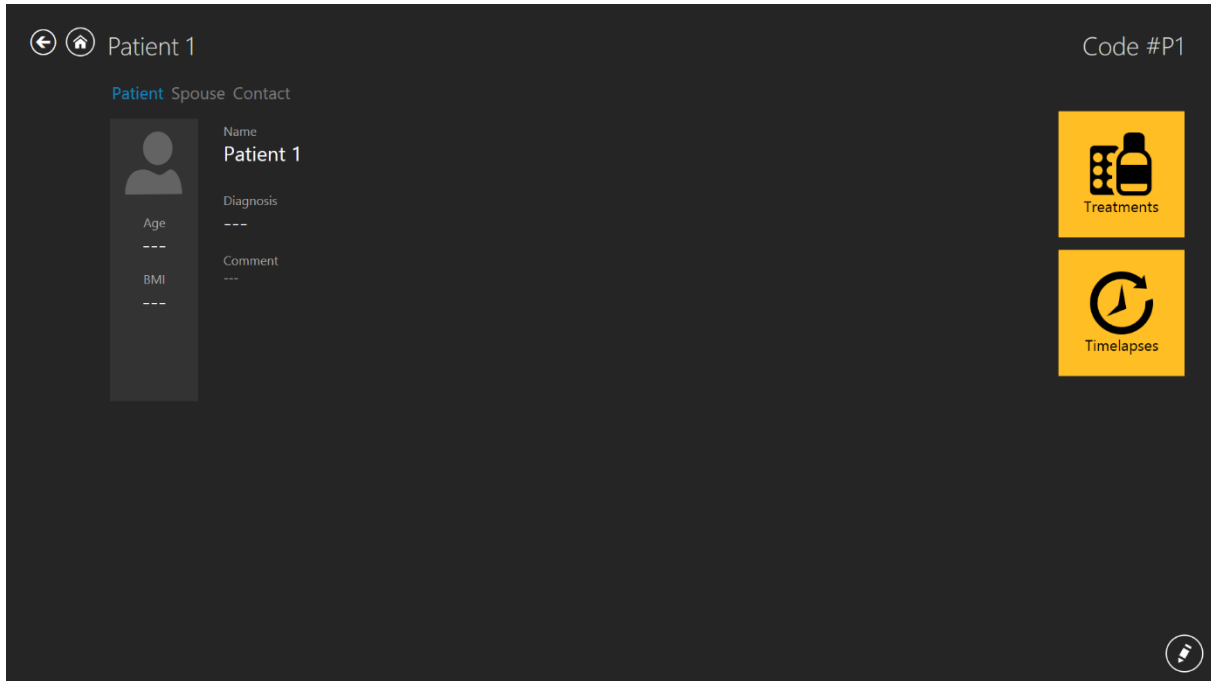 Patient 1
Code #P1
Patient Spouse Contact
Name
Patient 1
Diagnosis
---
Comment
---
Age
---
BMI
---
Treatments
Timelapses